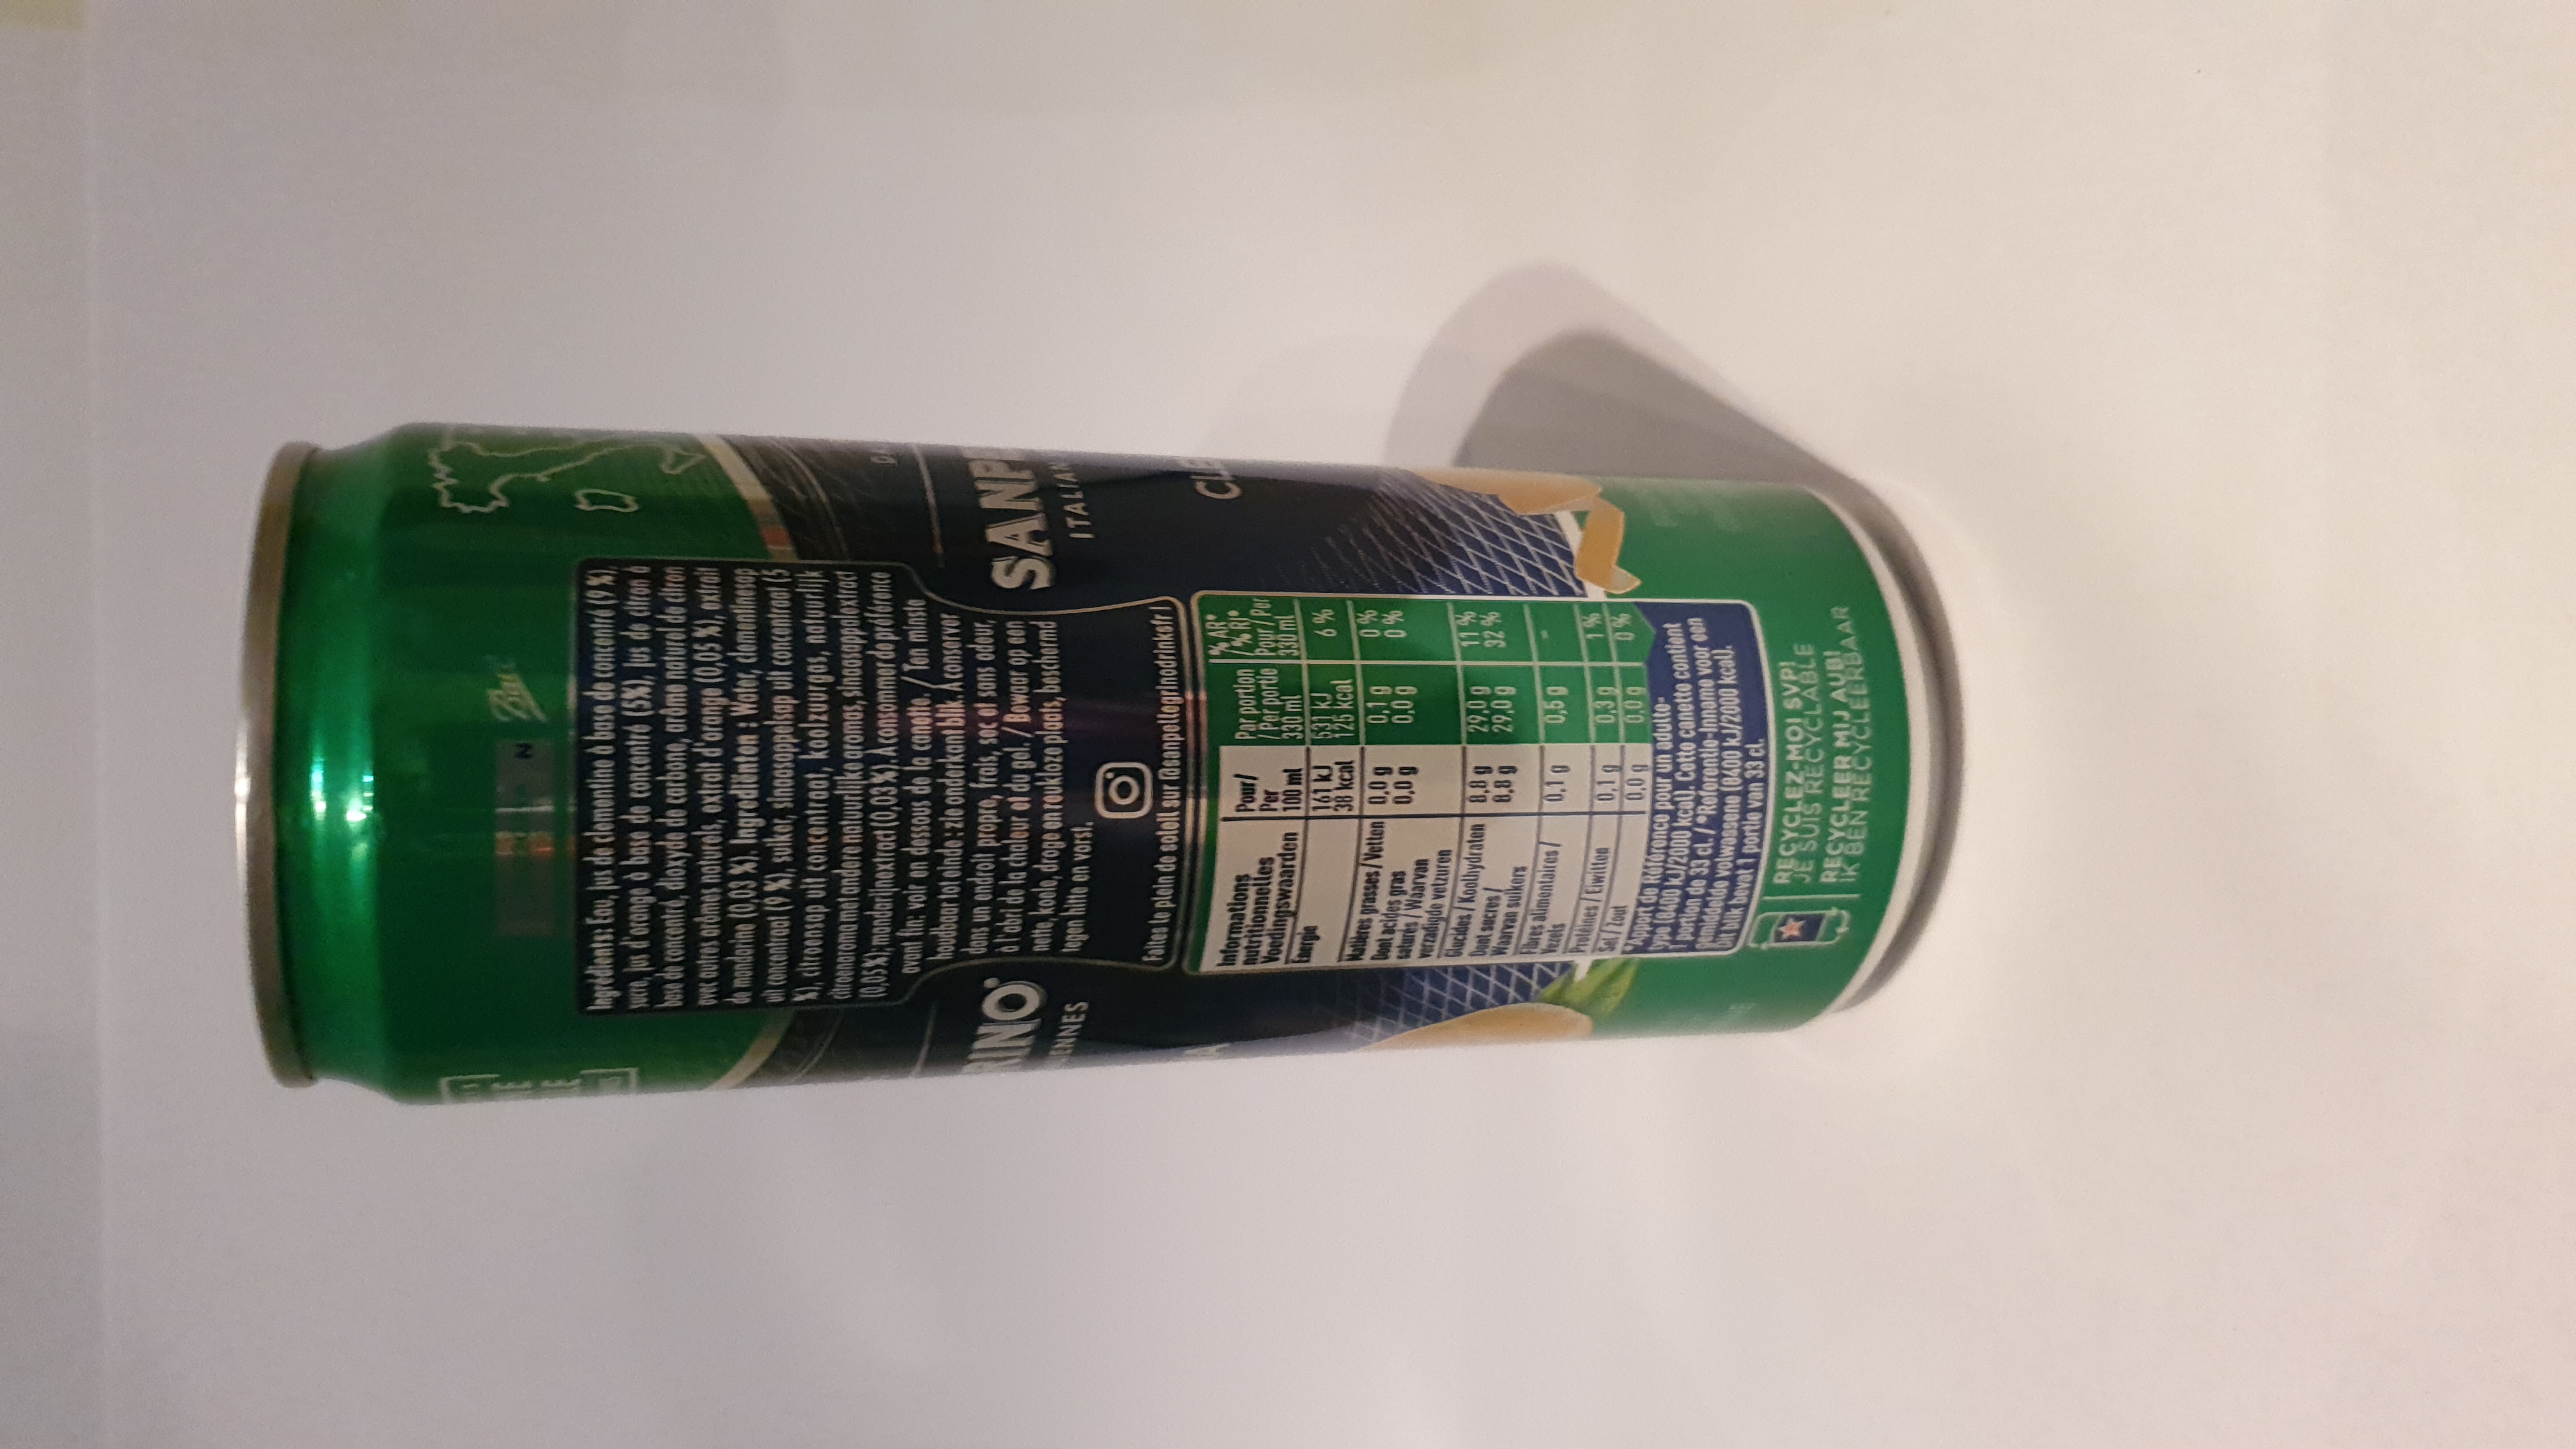 N Ball
Ingrédients: Eau, jus de clementine à base de concentré (9 %),
sucre, jus d'orange à base de concentré (5%), jus de citron à
base de concentré, dioxyde de carbone, arôme naturel de citron
avec autres arômes naturels, extrait d'orange (0,05 %), extrait
de mandarine (0,03 %). Ingrediënten : Water, clementinesap
uit concentraat (9 %), suiker, sinaasappelsap uit concentraat (5
%), citroensap uit concentraat, koolzuurgas, natuurlijk
citroenaroma met andere natuurlijke aromas, sinaasappalextract
(0,05%); mandarijnextract (0,03%). À consommer de préférence
avant fin: voir en dessous de la canette. / Ten minste
houdbaar tot einde : zie onderkant blik. À conserver
dans un endroit propre, frais, sec et sans odeur,
à l'abri de la chaleur et du gel. / Bewaar op een
nette, koele, droge en reukloze plaats, beschermd
tegen hitte en vorst.
Faites le plein de soleil sur @sanpellegrinodrinksfr !
RINO®
IENNES
A
SANPE
ITALIAN
CLE
DA
Informations nutritionnelles Voedingswaarden Pour/ Per 100 ml Par portion / Per portie 330 ml % AR* / % RI* Pour / Per 330 ml
Énergie 161 kJ 531 kJ 6 %
38 kcal 125 kcal
Matières grasses / Vetten 0,0 g 0,1 g 0 %
Dont acides gras 0,0 g 0,0 g 0 %
saturés / Waarvan
verzadigde vetzuren
Glucides / Koolhydraten 8,8 g 29,0 g 11 %
Dont sucres / 8,8 g 29,0 g 32 %
Waarvan suikers
Fibres alimentaires / 0,1 g 0,5 g -
Vezels
Protéines / Eiwitten 0,1 g 0,3 g 1 %
Sel / Zout 0,0 g 0,0 g 0 %
*Apport de Référence pour un adulte-
type (8400 kJ/2000 kcal). Cette canette contient
1 portion de 33 cl. / *Referentie-Inname voor een
gemiddelde volwassene (8400 kJ/2000 kcal).
Dit blik bevat 1 portie van 33 cl.
RECYCLEZ-MOI SVP!
JE SUIS RECYCLABLE
RECYCLEER MIJ AUB!
IK BEN RECYCLEERBAAR